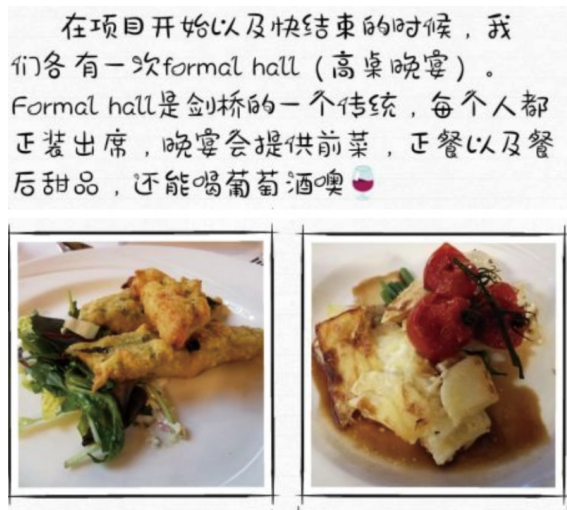 在项目开始以及快结束的时候，我
们各有一次formal hall（高桌晚宴）。
Formal hall是剑桥的一个传统，每个人都
正装出席，晚宴会提供前菜，正餐以及餐
后甜品，还能喝葡萄酒噢🍷